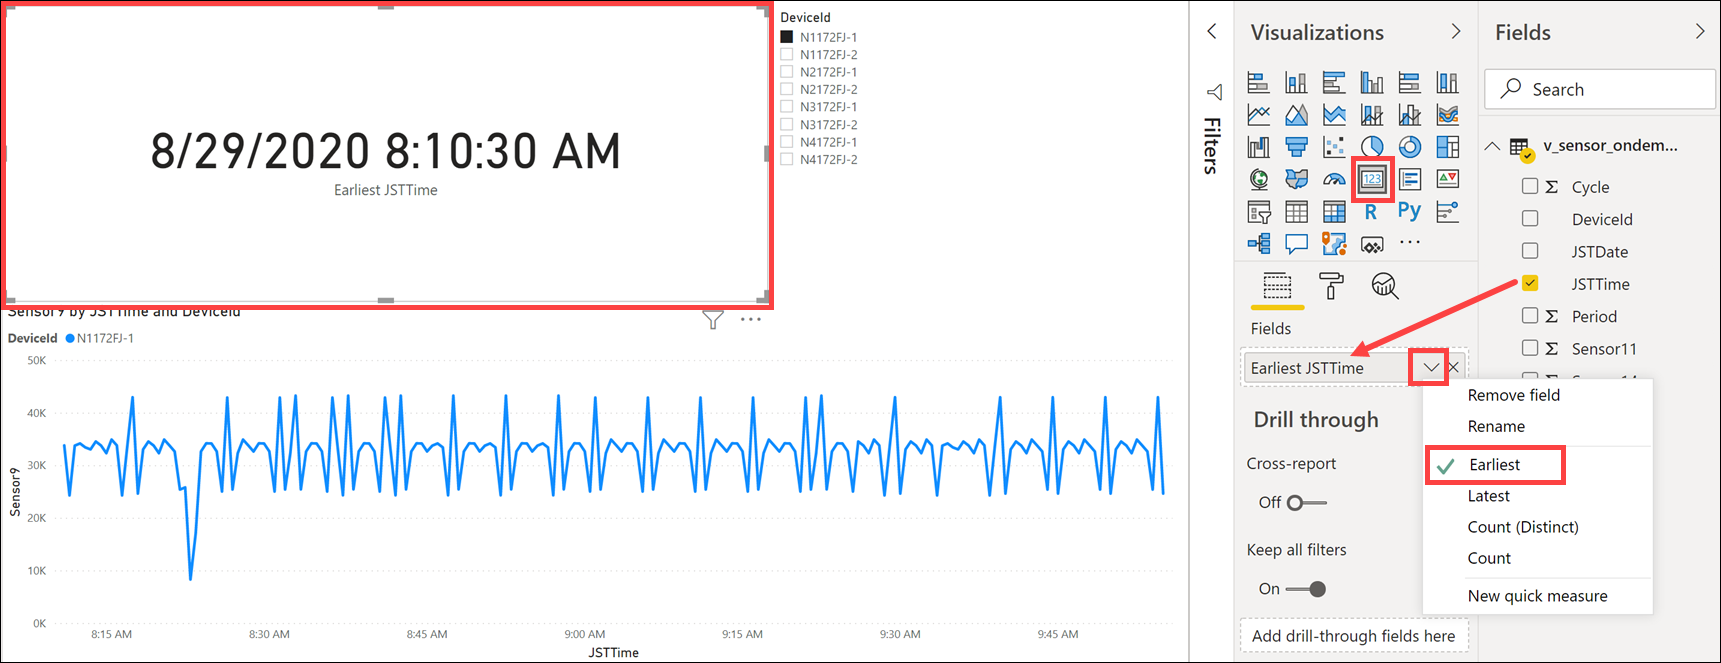 8/29/2020 8:10:30 AM
Earliest JSTTime
DeviceId
N1172FJ-1
N1172FJ-2
N2172FJ-1
N2172FJ-2
N3172FJ-1
N3172FJ-2
N4172FJ-1
N4172FJ-2
Sensor9 by JSTTime and DeviceId
DeviceId N1172FJ-1
50K
40K
30K
20K
10K
0K
Sensor9
8:15 AM 8:30 AM 8:45 AM 9:00 AM 9:15 AM 9:30 AM 9:45 AM
JSTTime
Filters
Visualizations
123
R
Py
Fields
Earliest JSTTime
Drill through
Cross-report
Off
Keep all filters
On
Add drill-through fields here
Remove field
Rename
Earliest
Latest
Count (Distinct)
Count
New quick measure
Fields
Search
v_sensor_ondem...
Σ Cycle
DeviceId
JSTDate
JSTTime
Σ Period
Σ Sensor11